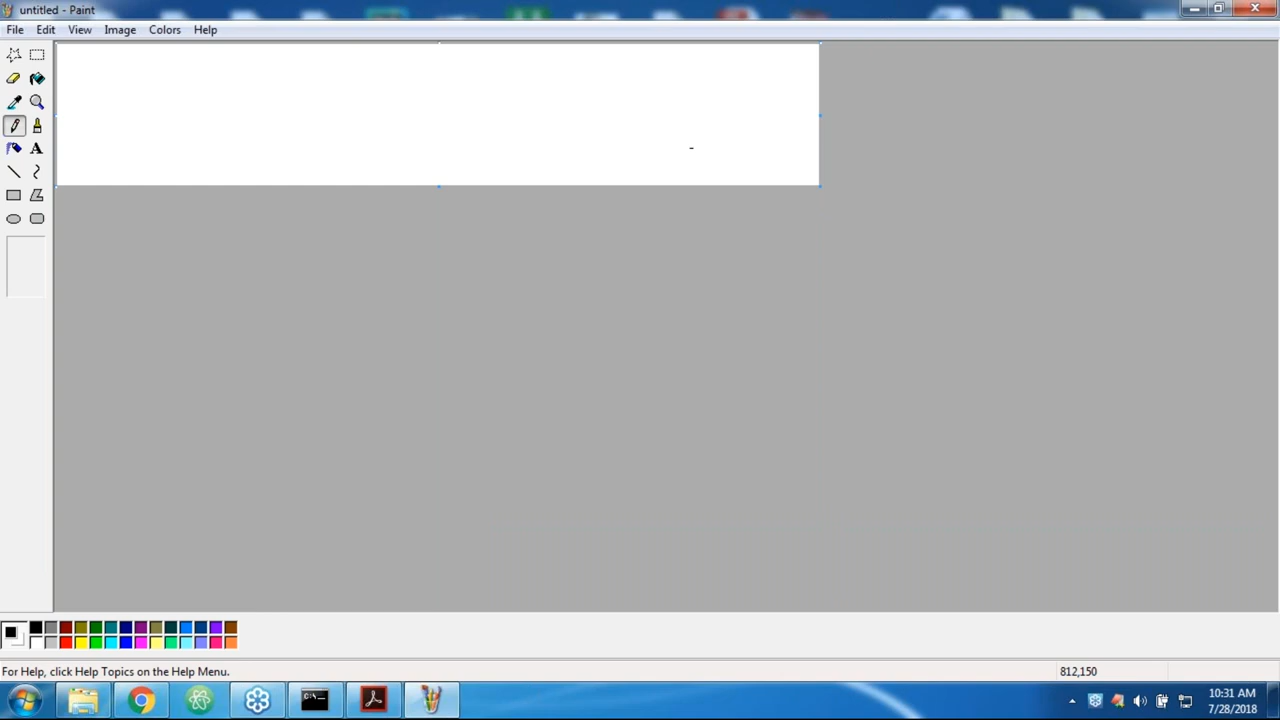 untitled - Paint
File Edit View Image Colors Help
A
For Help, click Help Topics on the Help Menu.
812,150
C:\
10:31 AM
7/28/2018